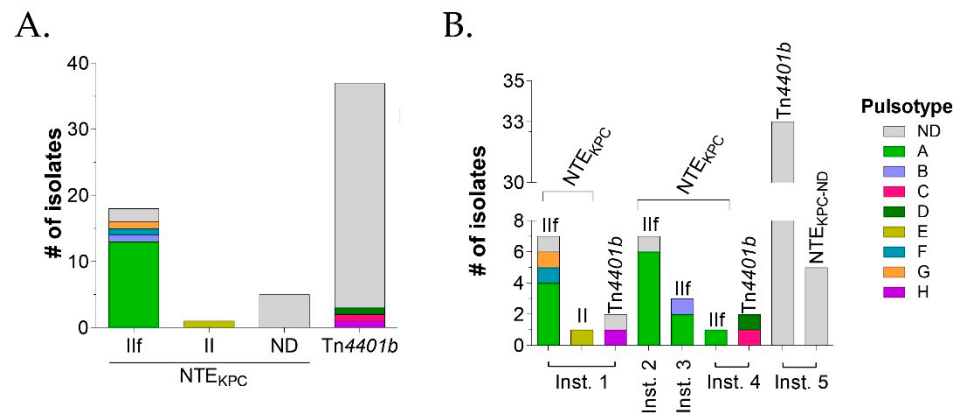 A.
# of isolates
40
30
20
10
0
IIf II ND Tn4401b
NTEKPC
B.
# of isolates
35
33
30
8
6
4
2
0
NTEKPC
NTEKPC
IIf
II
Tn4401b
IIf
IIf
IIf
Tn4401b
Tn4401b
NTEKPC-ND
Inst. 1
Inst. 2
Inst. 3
Inst. 4
Inst. 5
Pulsotype
ND
A
B
C
D
E
F
G
H